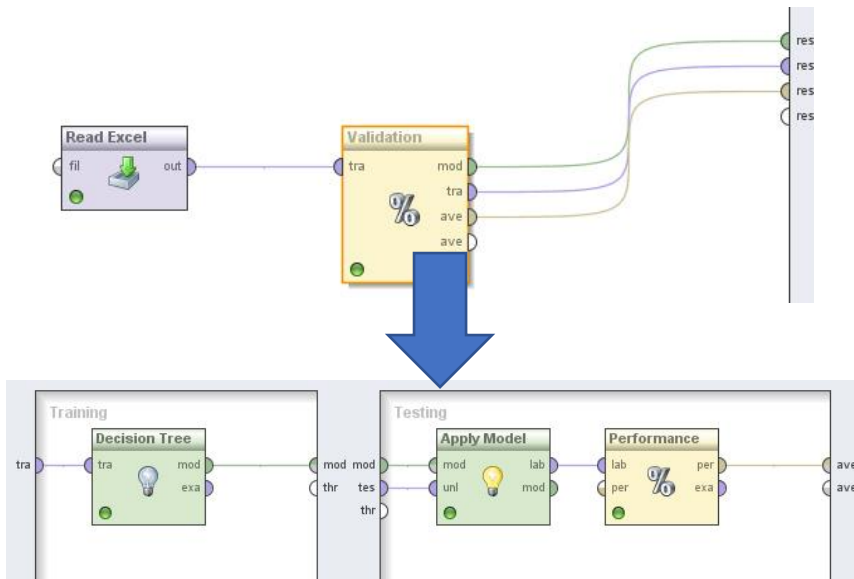 res
res
res
res
Read Excel
fil out
Validation
tra mod
tra
ave
ave
Training
Decision Tree
tra tra mod mod
exa thr
Testing
Apply Model
mod mod lab
tes unl mod
thr
Performance
lab per ave
per exa ave